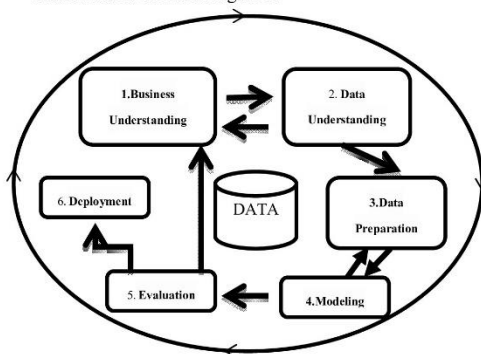 1.Business
Understanding
2. Data
Understanding
6. Deployment
DATA
3.Data
Preparation
5. Evaluation
4.Modeling